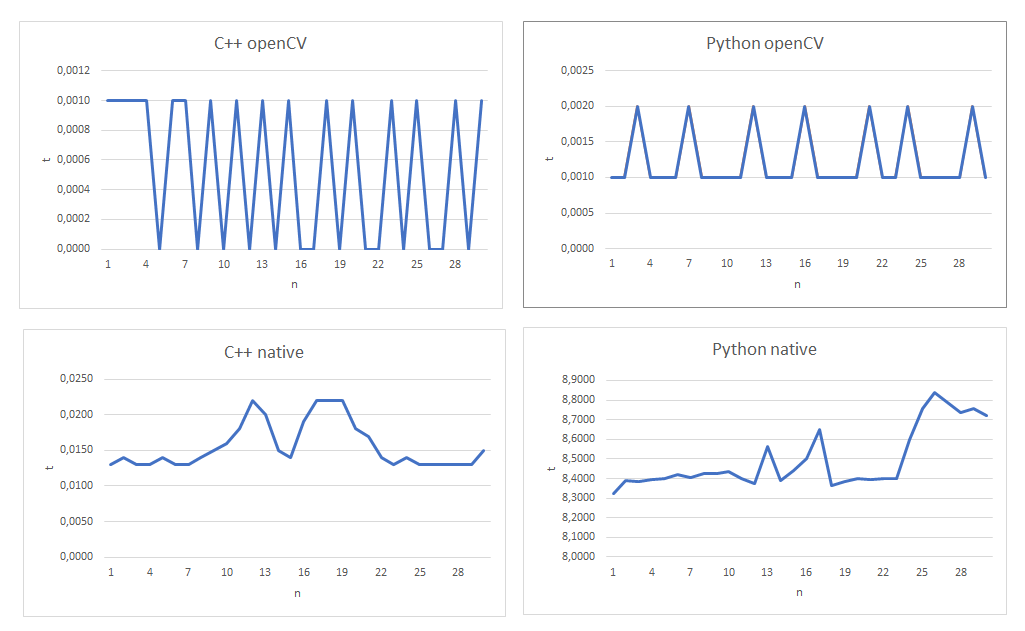 C++ openCV
0,0012
0,0010
0,0008
0,0006
0,0004
0,0002
0,0000
t
1 4 7 10 13 16 19 22 25 28
n
Python openCV
0,0025
0,0020
0,0015
0,0010
0,0005
0,0000
t
1 4 7 10 13 16 19 22 25 28
n
C++ native
0,0250
0,0200
0,0150
0,0100
0,0050
0,0000
t
1 4 7 10 13 16 19 22 25 28
n
Python native
8,9000
8,8000
8,7000
8,6000
8,5000
8,4000
8,3000
8,2000
8,1000
8,0000
t
1 4 7 10 13 16 19 22 25 28
n